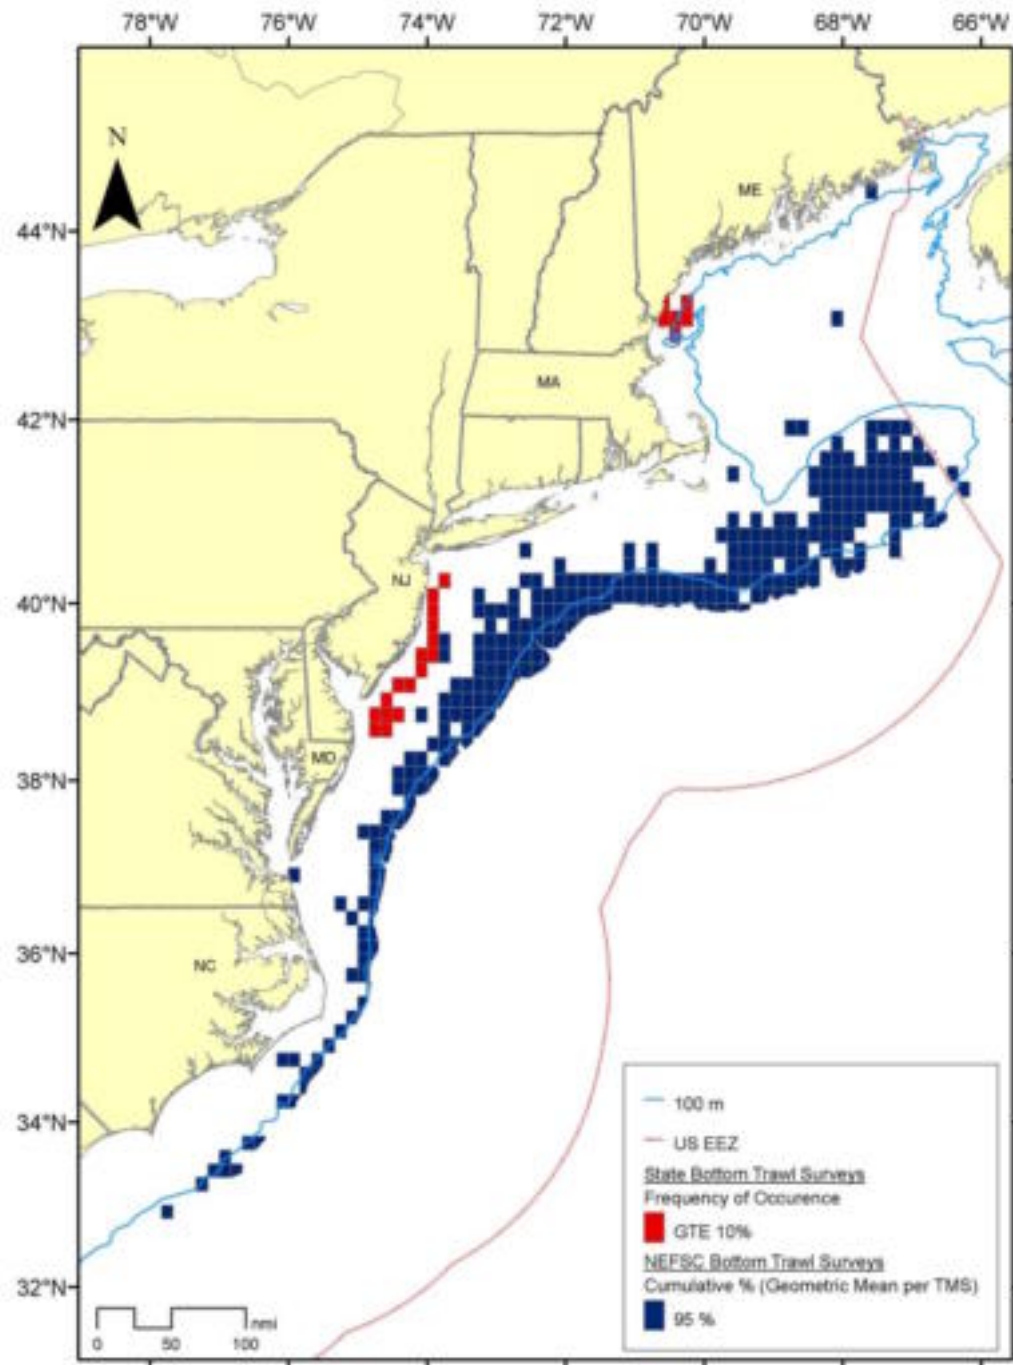 78°W 76°W 74°W 72°W 70°W 68°W 66°W
N
ME
44°N
MA
42°N
NJ
40°N
MD
38°N
36°N
NC
34°N
32°N
100 m
US EEZ
State Bottom Trawl Surveys
Frequency of Occurence
GTE 10%
NEFSC Bottom Trawl Surveys
Cumulative % (Geometric Mean per TMS)
95 %
nmi
0 50 100